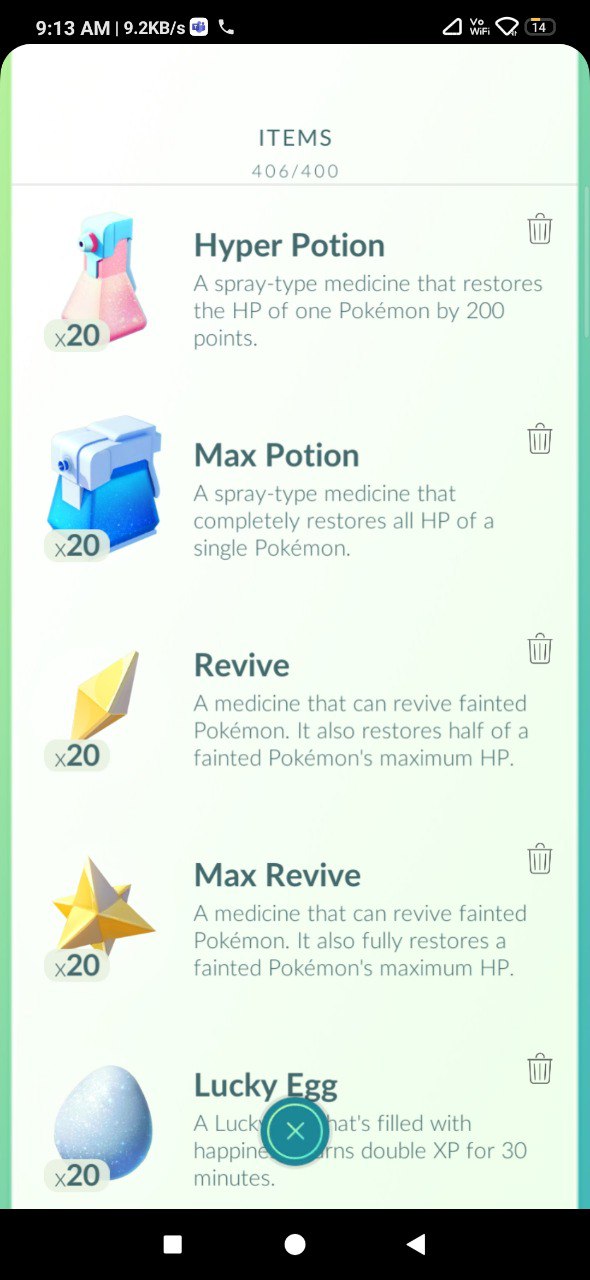 9:13 AM | 9.2KB/s
Vo
WiFi
14
ITEMS
406/400
Hyper Potion
A spray-type medicine that restores
the HP of one Pokémon by 200
points.
x20
Max Potion
A spray-type medicine that
completely restores all HP of a
single Pokémon.
x20
Revive
A medicine that can revive fainted
Pokémon. It also restores half of a
fainted Pokémon's maximum HP.
x20
Max Revive
A medicine that can revive fainted
Pokémon. It also fully restores a
fainted Pokémon's maximum HP.
x20
Lucky Egg
A Lucky hat's filled with
happine rns double XP for 30
minutes.
x20